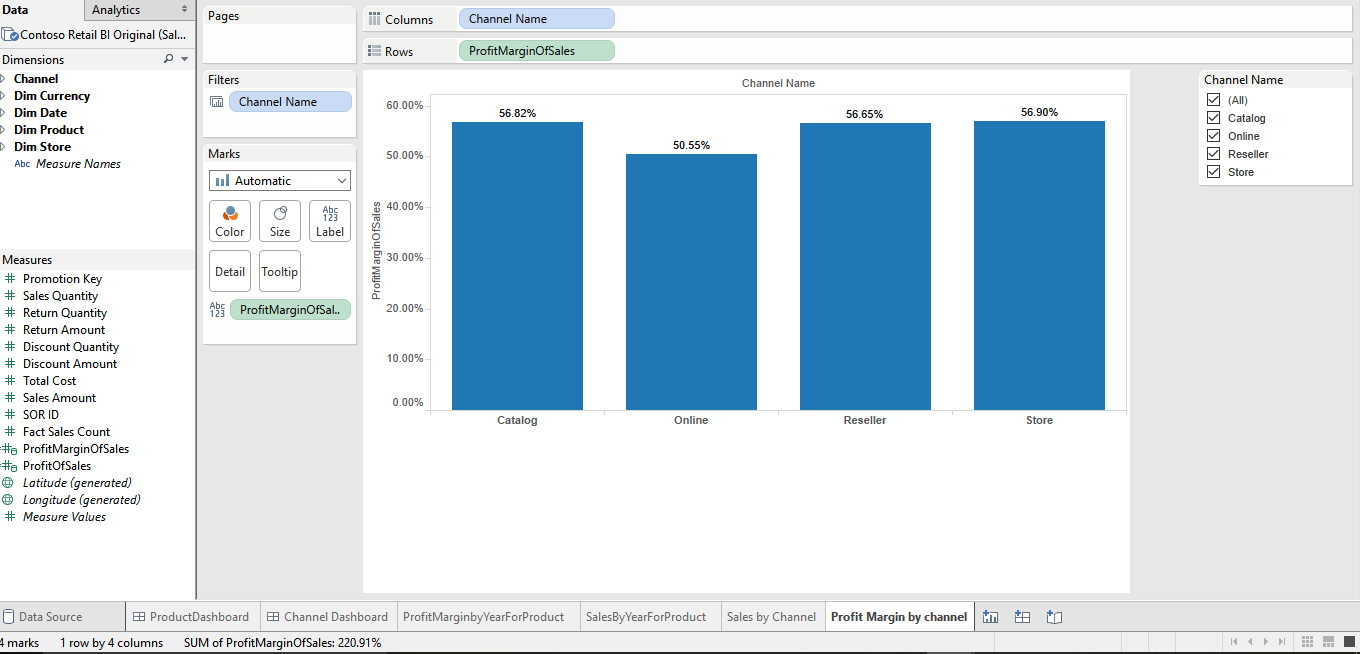 Data
Analytics
Contoso Retail BI Original (Sal...
Dimensions
Channel
Dim Currency
Dim Date
Dim Product
Dim Store
Abc Measure Names
Measures
Promotion Key
Sales Quantity
Return Quantity
Return Amount
Discount Quantity
Discount Amount
Total Cost
Sales Amount
SOR ID
Fact Sales Count
ProfitMarginOfSales
ProfitOfSales
Latitude (generated)
Longitude (generated)
Measure Values
Pages
Filters
Channel Name
Marks
Automatic
Color
Size
Abc
123
Label
Detail
Tooltip
Abc
123
ProfitMarginOfSal..
Columns
Channel Name
Rows
ProfitMarginOfSales
Channel Name
ProfitMarginOfSales
60.00%
50.00%
40.00%
30.00%
20.00%
10.00%
0.00%
56.82%
50.55%
56.65%
56.90%
Catalog
Online
Reseller
Store
Channel Name
(All)
Catalog
Online
Reseller
Store
Data Source
ProductDashboard
Channel Dashboard
ProfitMarginbyYearForProduct
SalesByYearForProduct
Sales by Channel
Profit Margin by channel
4 marks
1 row by 4 columns
SUM of ProfitMarginOfSales: 220.91%